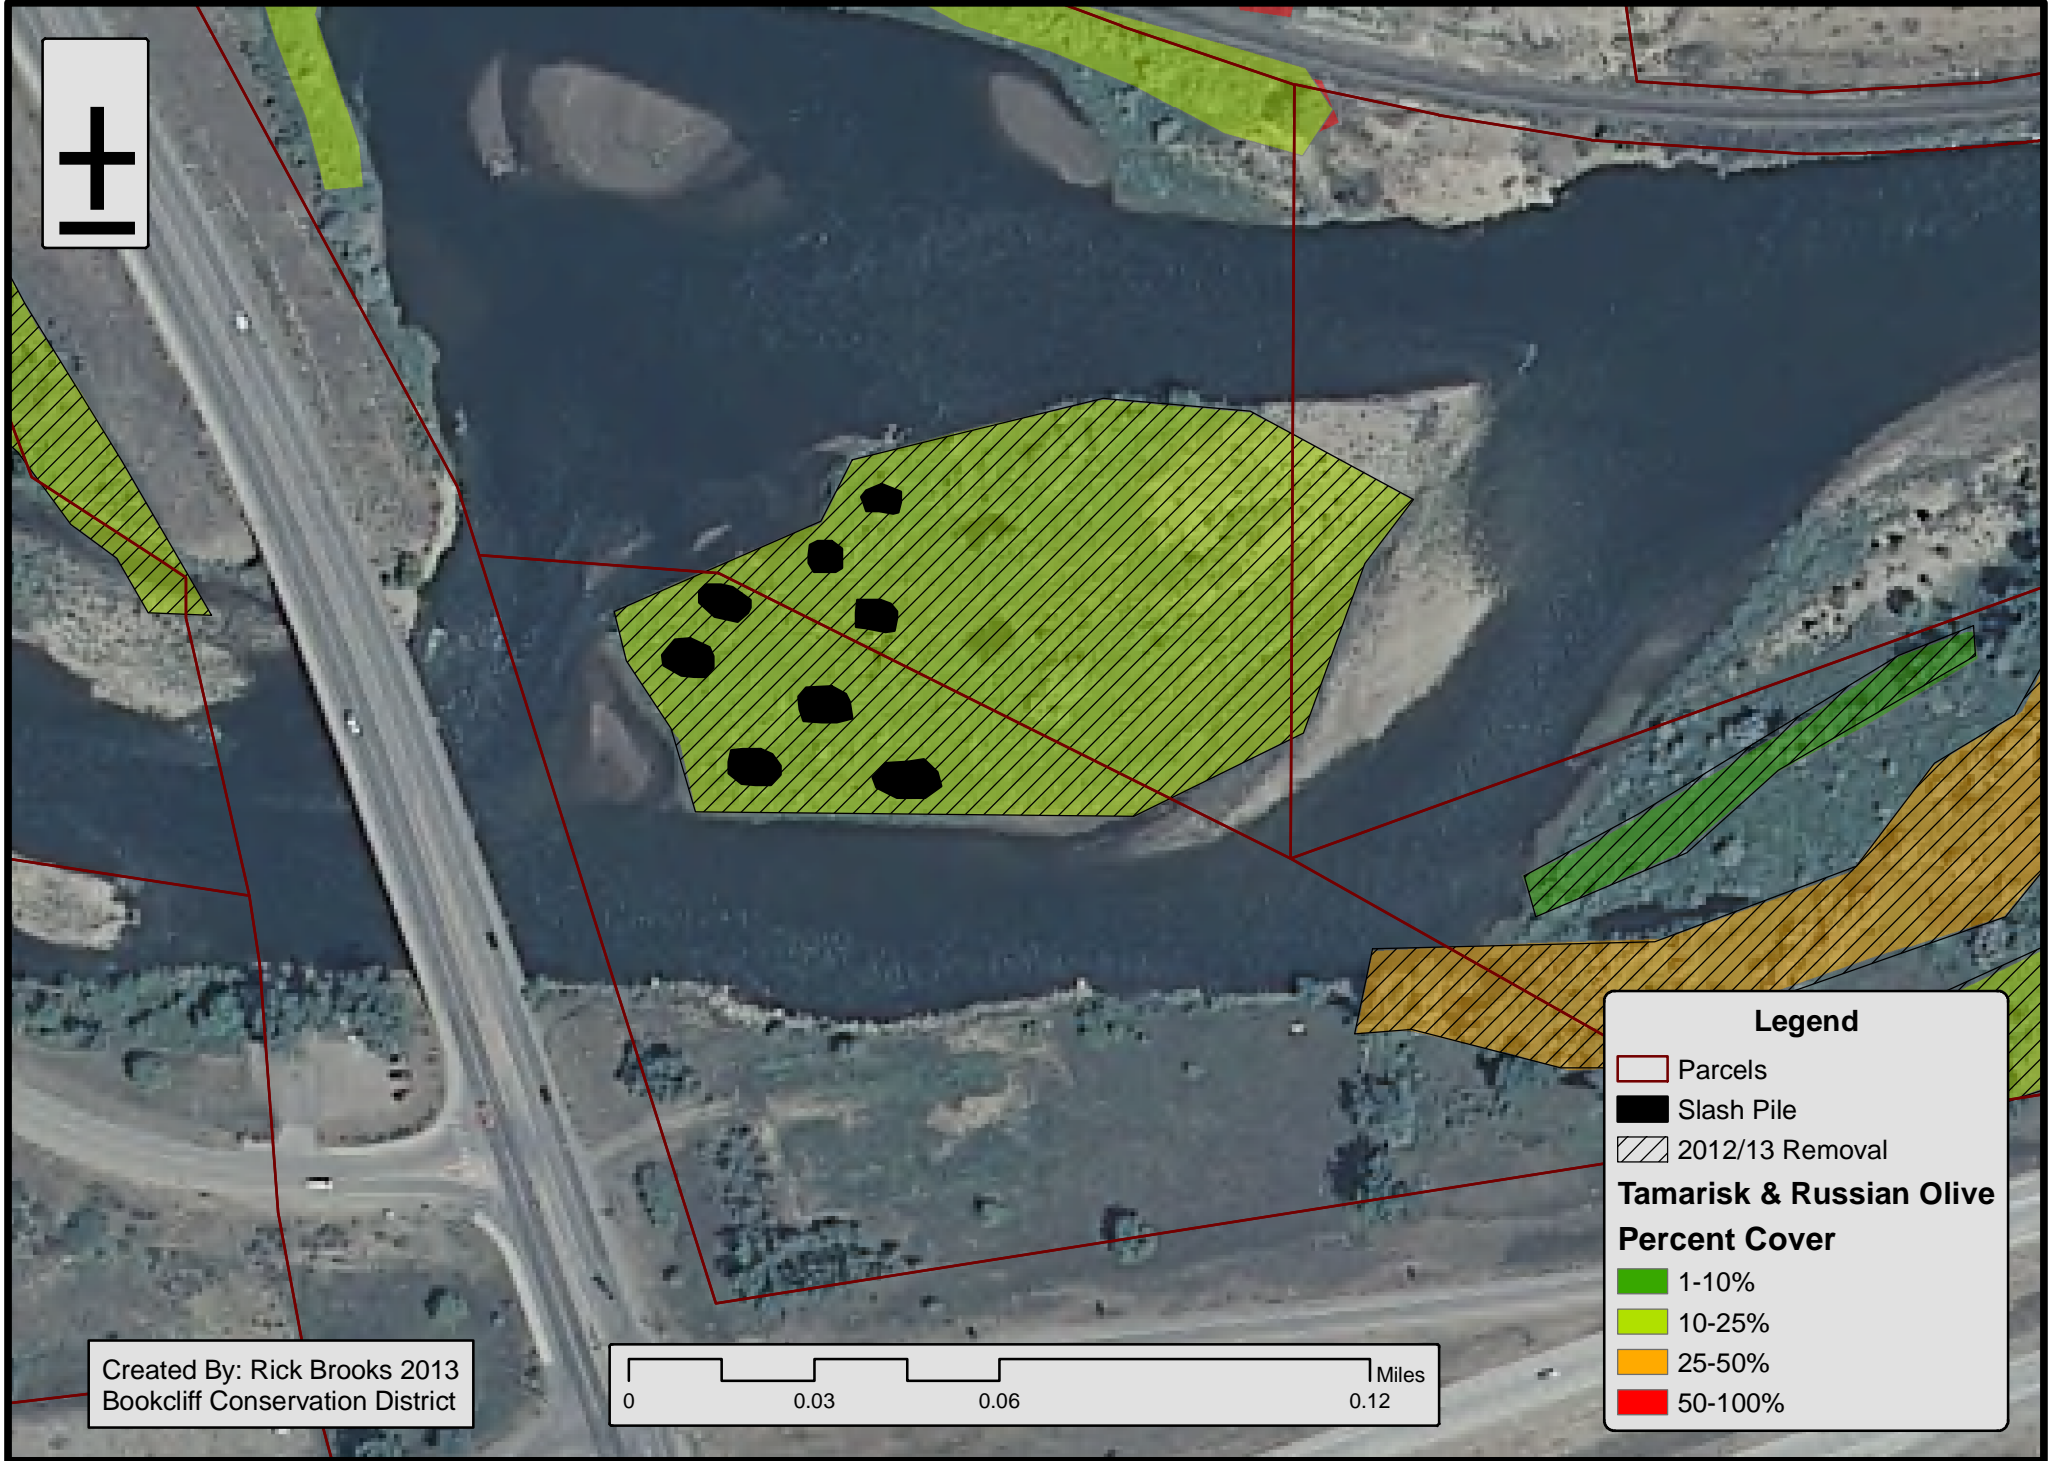 ±
Legend
Parcels
Slash Pile
2012/13 Removal
Tamarisk & Russian Olive
Percent Cover
1-10%
10-25%
25-50%
50-100%
Created By: Rick Brooks 2013
Bookcliff Conservation District
Miles
0 0.03 0.06 0.12